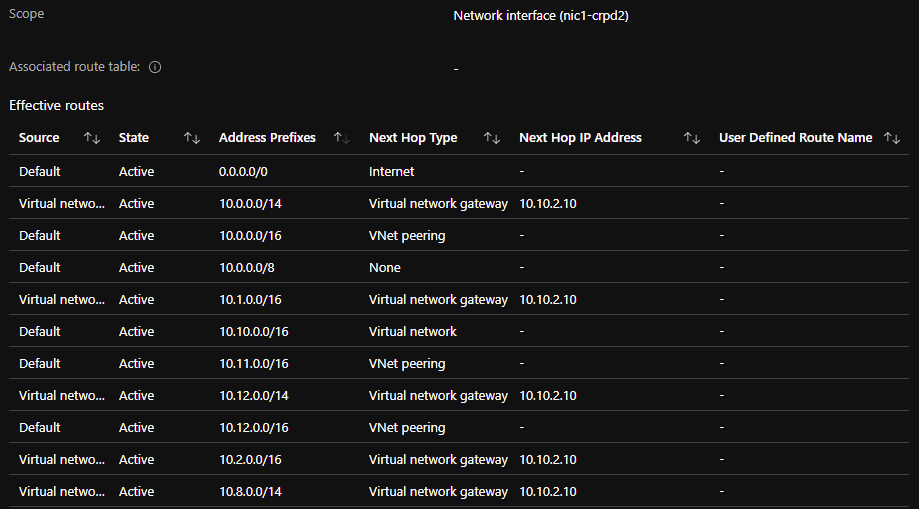 Scope Network interface (nic1-crpd2)
Associated route table: -
Effective routes
Source State Address Prefixes Next Hop Type Next Hop IP Address User Defined Route Name
Default Active 0.0.0.0/0 Internet - -
Virtual netwo... Active 10.0.0.0/14 Virtual network gateway 10.10.2.10 -
Default Active 10.0.0.0/16 VNet peering - -
Default Active 10.0.0.0/8 None - -
Virtual netwo... Active 10.1.0.0/16 Virtual network gateway 10.10.2.10 -
Default Active 10.10.0.0/16 Virtual network - -
Default Active 10.11.0.0/16 VNet peering - -
Virtual netwo... Active 10.12.0.0/14 Virtual network gateway 10.10.2.10 -
Default Active 10.12.0.0/16 VNet peering - -
Virtual netwo... Active 10.2.0.0/16 Virtual network gateway 10.10.2.10 -
Virtual netwo... Active 10.8.0.0/14 Virtual network gateway 10.10.2.10 -